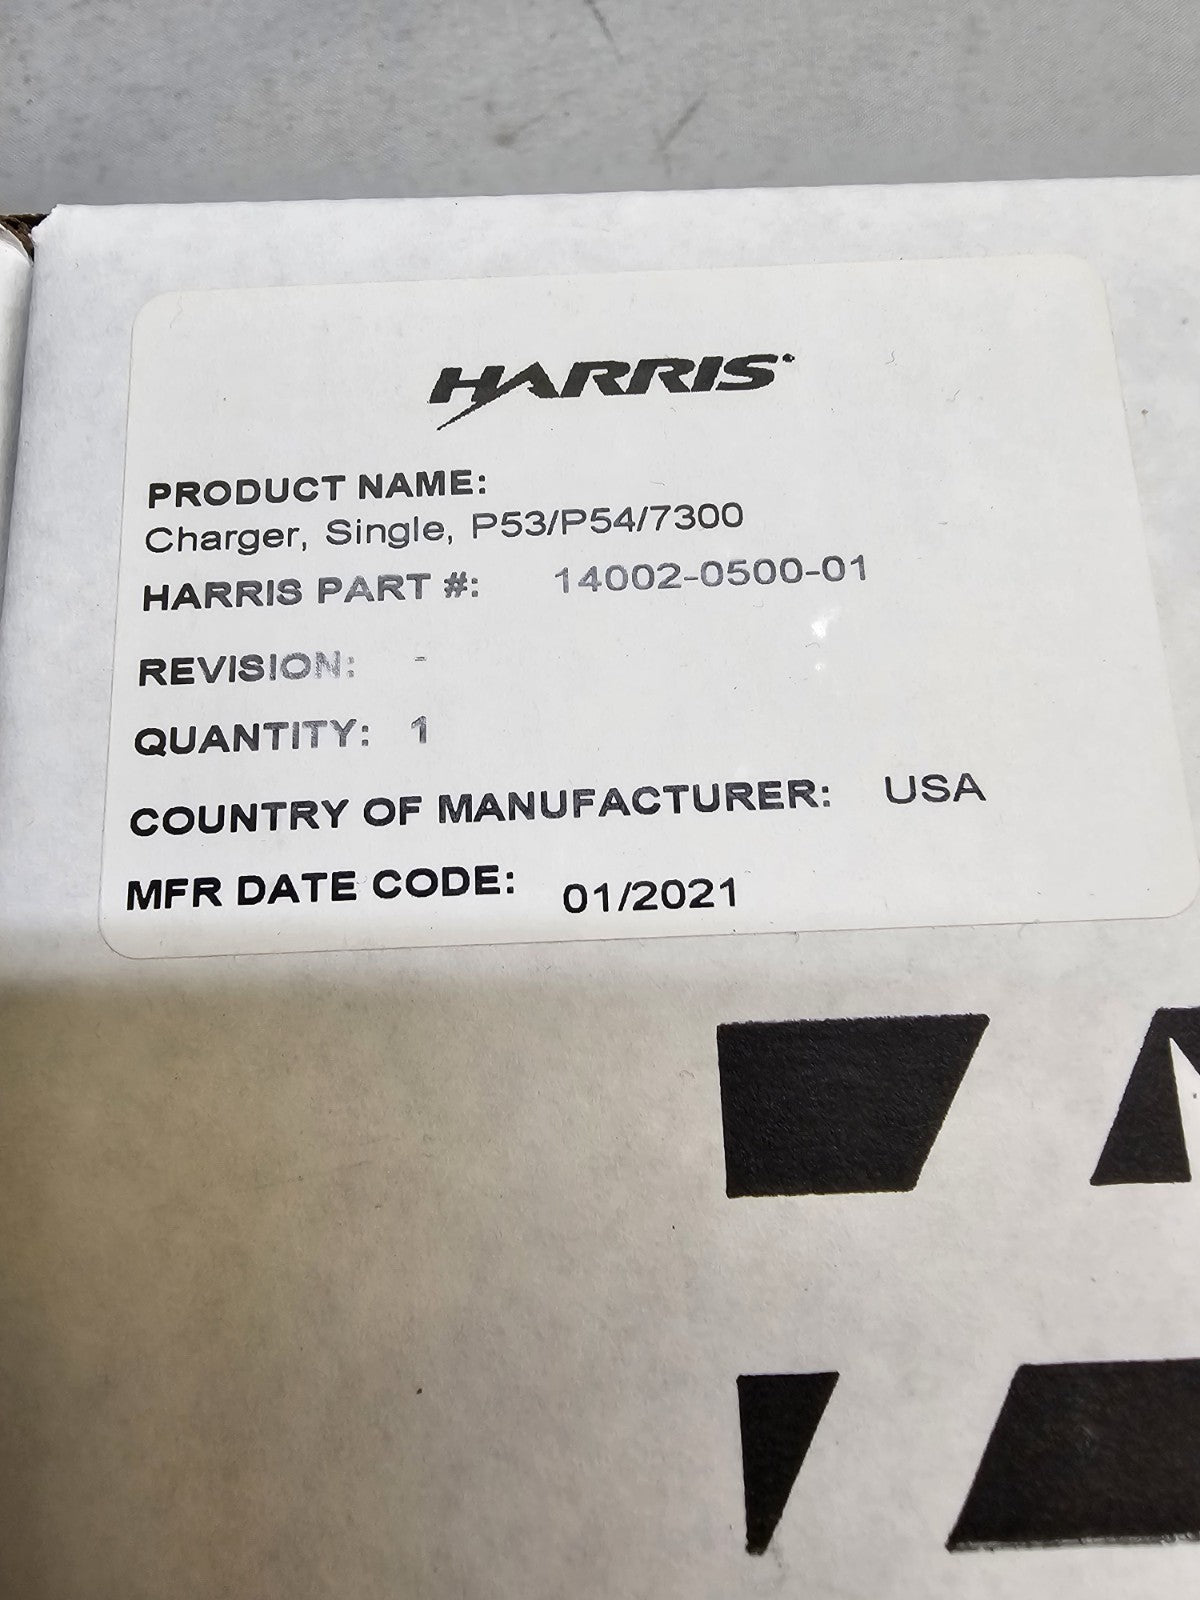 HARRIS
PRODUCT NAME:
Charger, Single, P53/P54/7300
HARRIS PART #: 14002-0500-01
REVISION: -
QUANTITY: 1
COUNTRY OF MANUFACTURER: USA
MFR DATE CODE: 01/2021